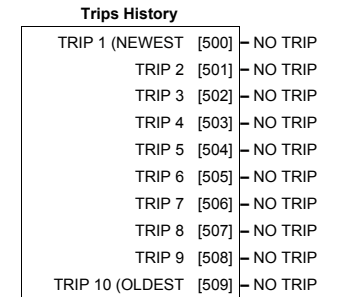 Trips History
TRIP 1 (NEWEST [500] – NO TRIP
TRIP 2 [501] – NO TRIP
TRIP 3 [502] – NO TRIP
TRIP 4 [503] – NO TRIP
TRIP 5 [504] – NO TRIP
TRIP 6 [505] – NO TRIP
TRIP 7 [506] – NO TRIP
TRIP 8 [507] – NO TRIP
TRIP 9 [508] – NO TRIP
TRIP 10 (OLDEST [509] – NO TRIP